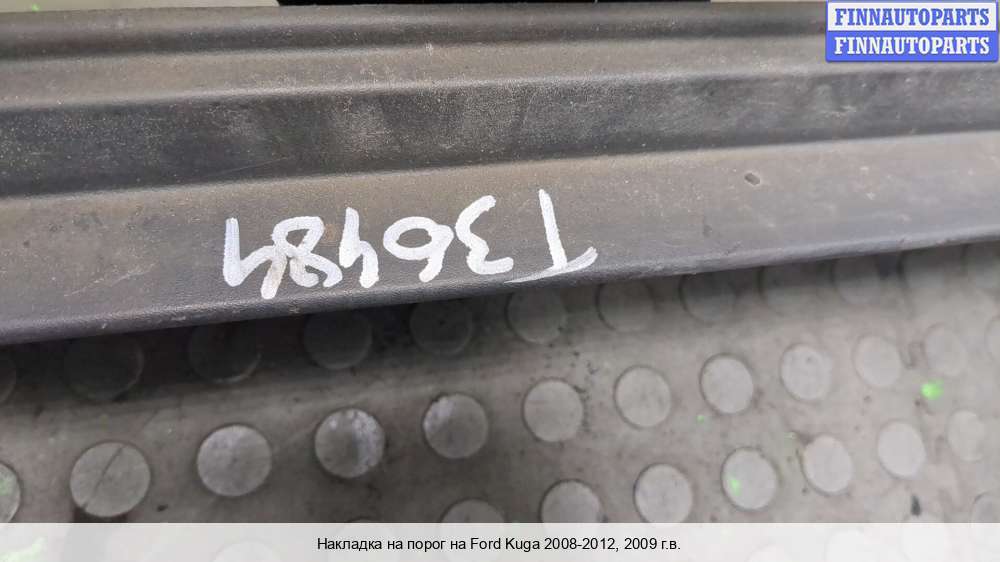 FINNAUTOPARTS
FINNAUTOPARTS
T36484
Накладка на порог на Ford Kuga 2008-2012, 2009 г.в.